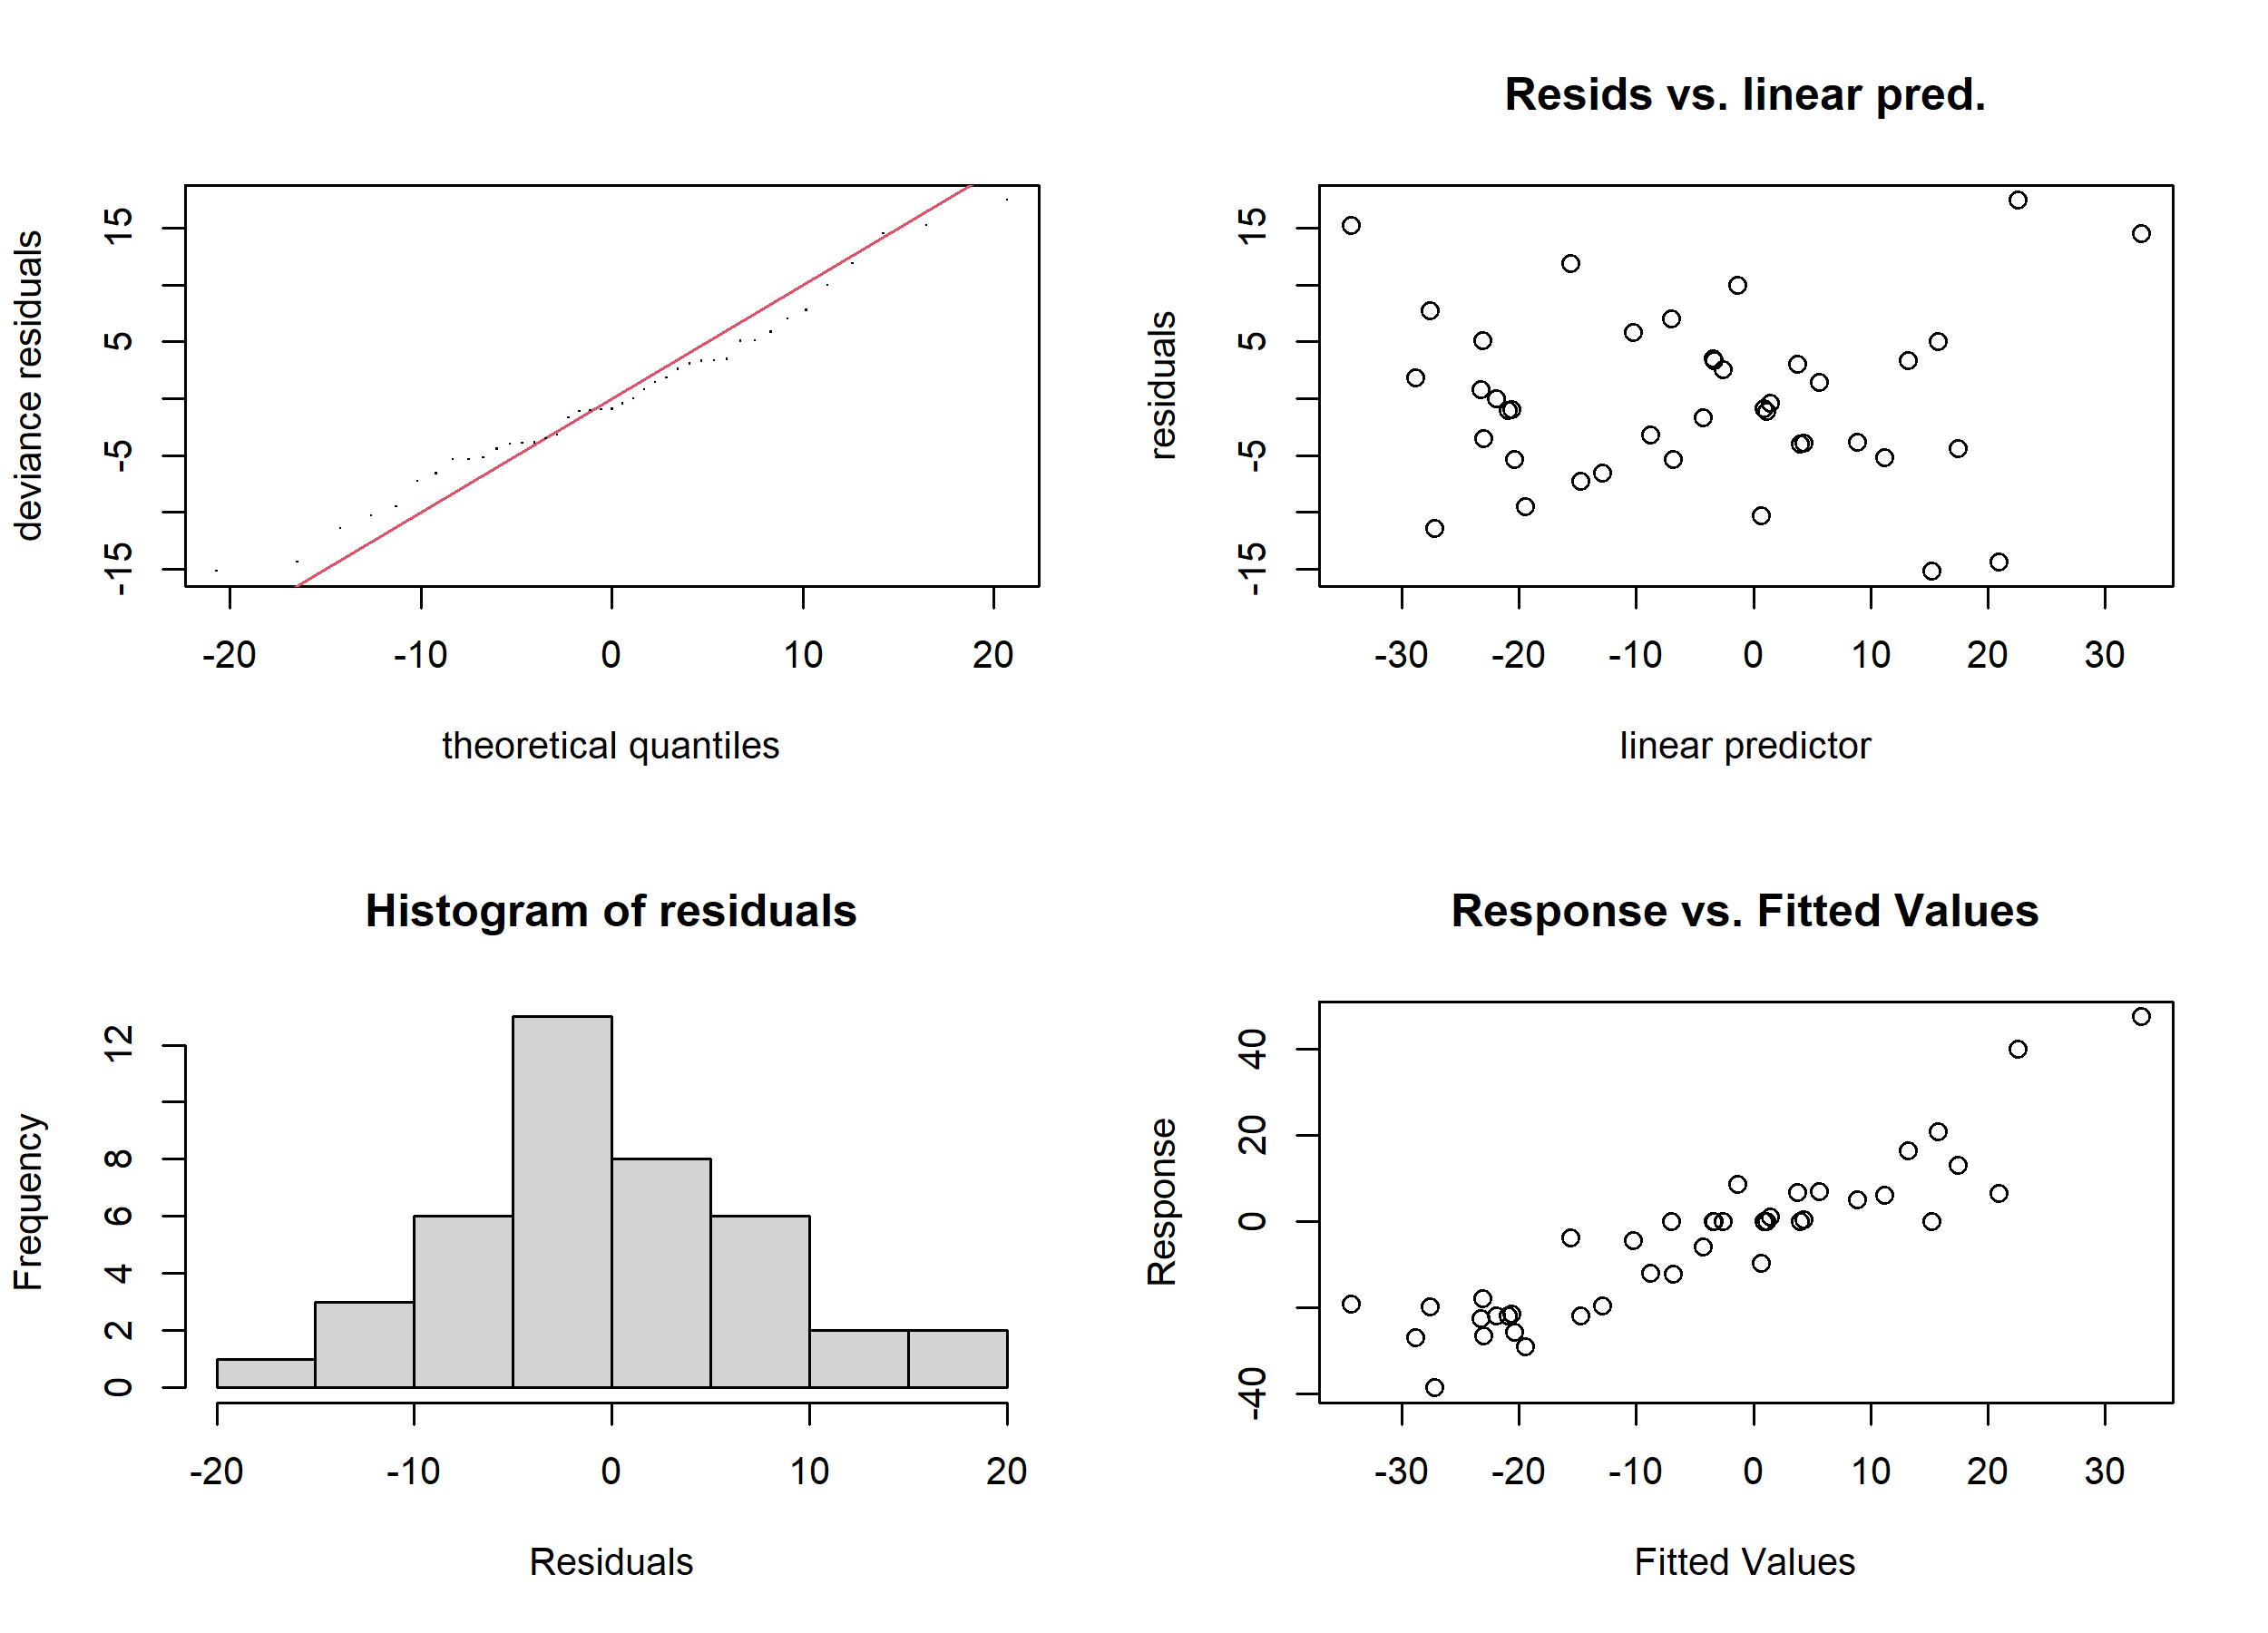 deviance residuals
15
5
-5
-15
-20 -10 0 10 20
theoretical quantiles
Resids vs. linear pred.
residuals
15
5
-5
-15
-30 -20 -10 0 10 20 30
linear predictor
Histogram of residuals
Frequency
12
8
6
4
2
0
-20 -10 0 10 20
Residuals
Response vs. Fitted Values
Response
40
20
0
-40
-30 -20 -10 0 10 20 30
Fitted Values